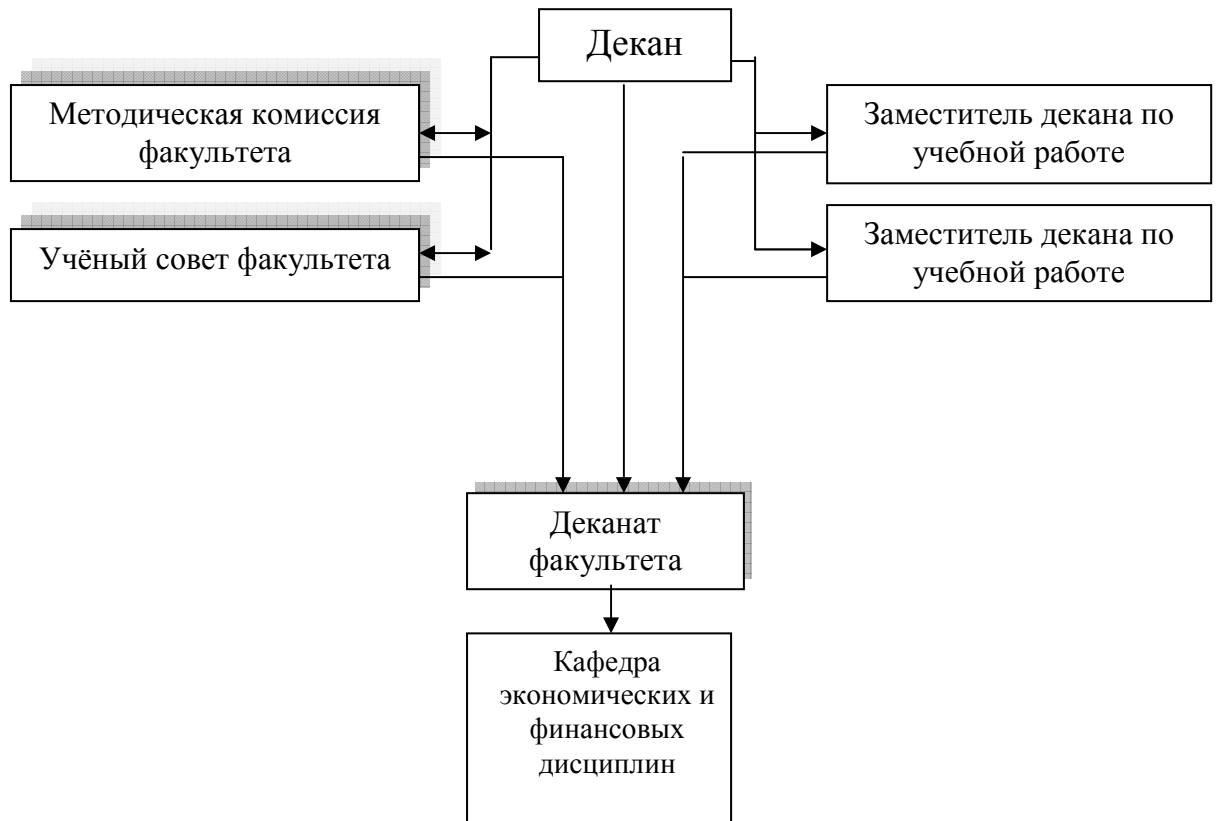 Декан
Методическая комиссия
факультета
Заместитель декана по
учебной работе
Учёный совет факультета
Заместитель декана по
учебной работе
Деканат
факультета
Кафедра
экономических и
финансовых
дисциплин